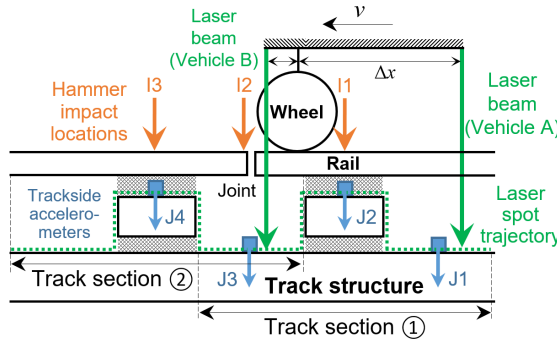 v
Laser
beam
(Vehicle B)
Δx
Hammer
impact
locations
I3
I2
I1
Wheel
Laser
beam
(Vehicle A)
Rail
Joint
Trackside
accelero-
meters
J4
J2
Laser
spot
trajectory
Track section ②
J3
Track structure
J1
Track section ①